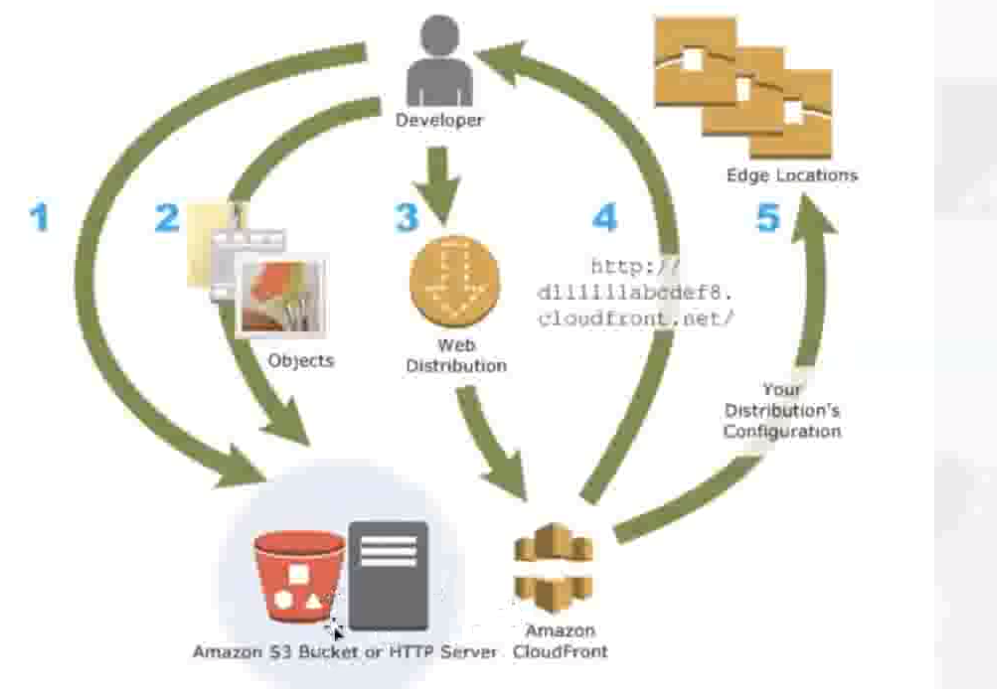 Developer
Edge Locations
1
2
3
4
5
http://
d111111abcdef8.
cloudfront.net/
Objects
Web
Distribution
Your
Distribution's
Configuration
Amazon S3 Bucket or HTTP Server
Amazon
CloudFront